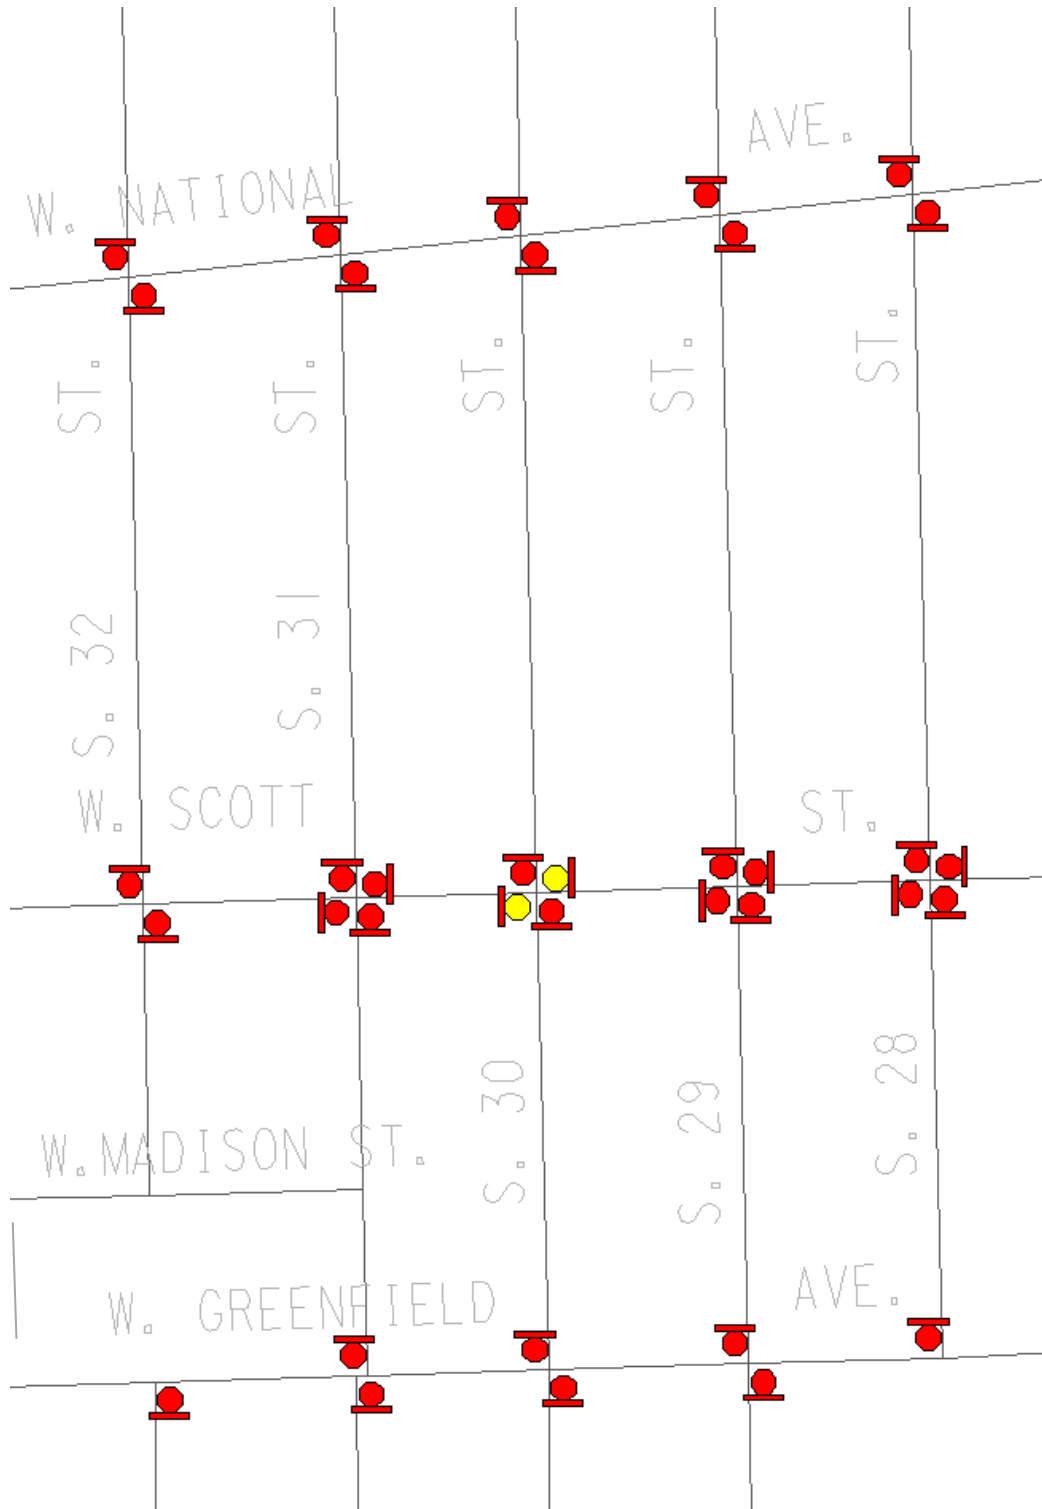 W. NATIONAL AVE.
S. 32 ST.
S. 31 ST.
S. 30 ST.
S. 29 ST.
S. 28 ST.
W. SCOTT ST.
W. MADISON ST.
W. GREENFIELD AVE.